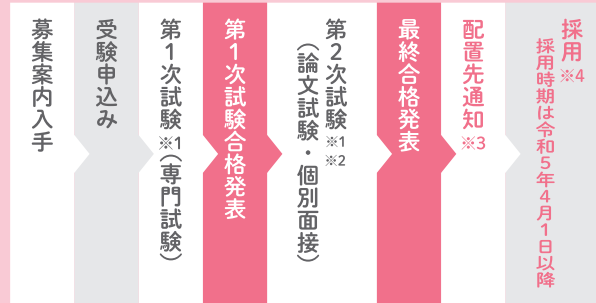 募集案内入手
受験申込み
第1次試験※1(専門試験)
第1次試験合格発表
第2次試験※1※2
(論文試験・個別面接)
最終合格発表
配置先通知※3
採用※4
採用時期は令和5年4月1日以降